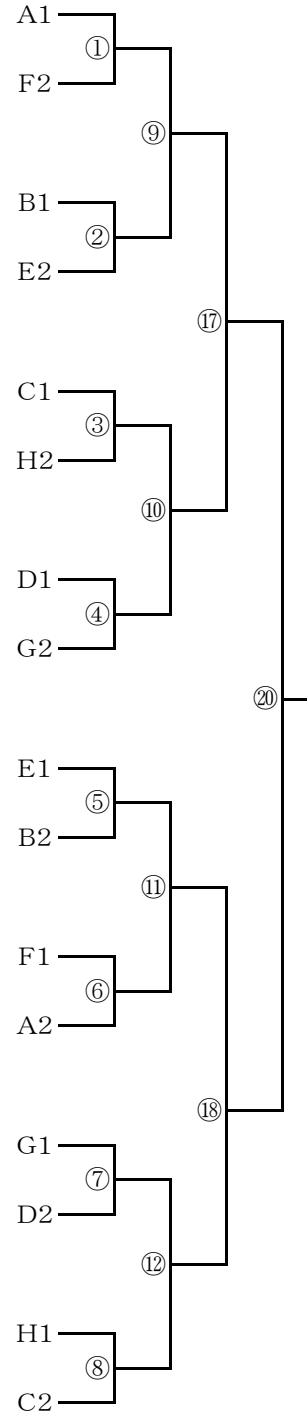 A1
①
F2
⑨
B1
②
E2
⑰
C1
③
H2
⑩
D1
④
G2
⑳
E1
⑤
B2
⑪
F1
⑥
A2
⑱
G1
⑦
D2
⑫
H1
⑧
C2